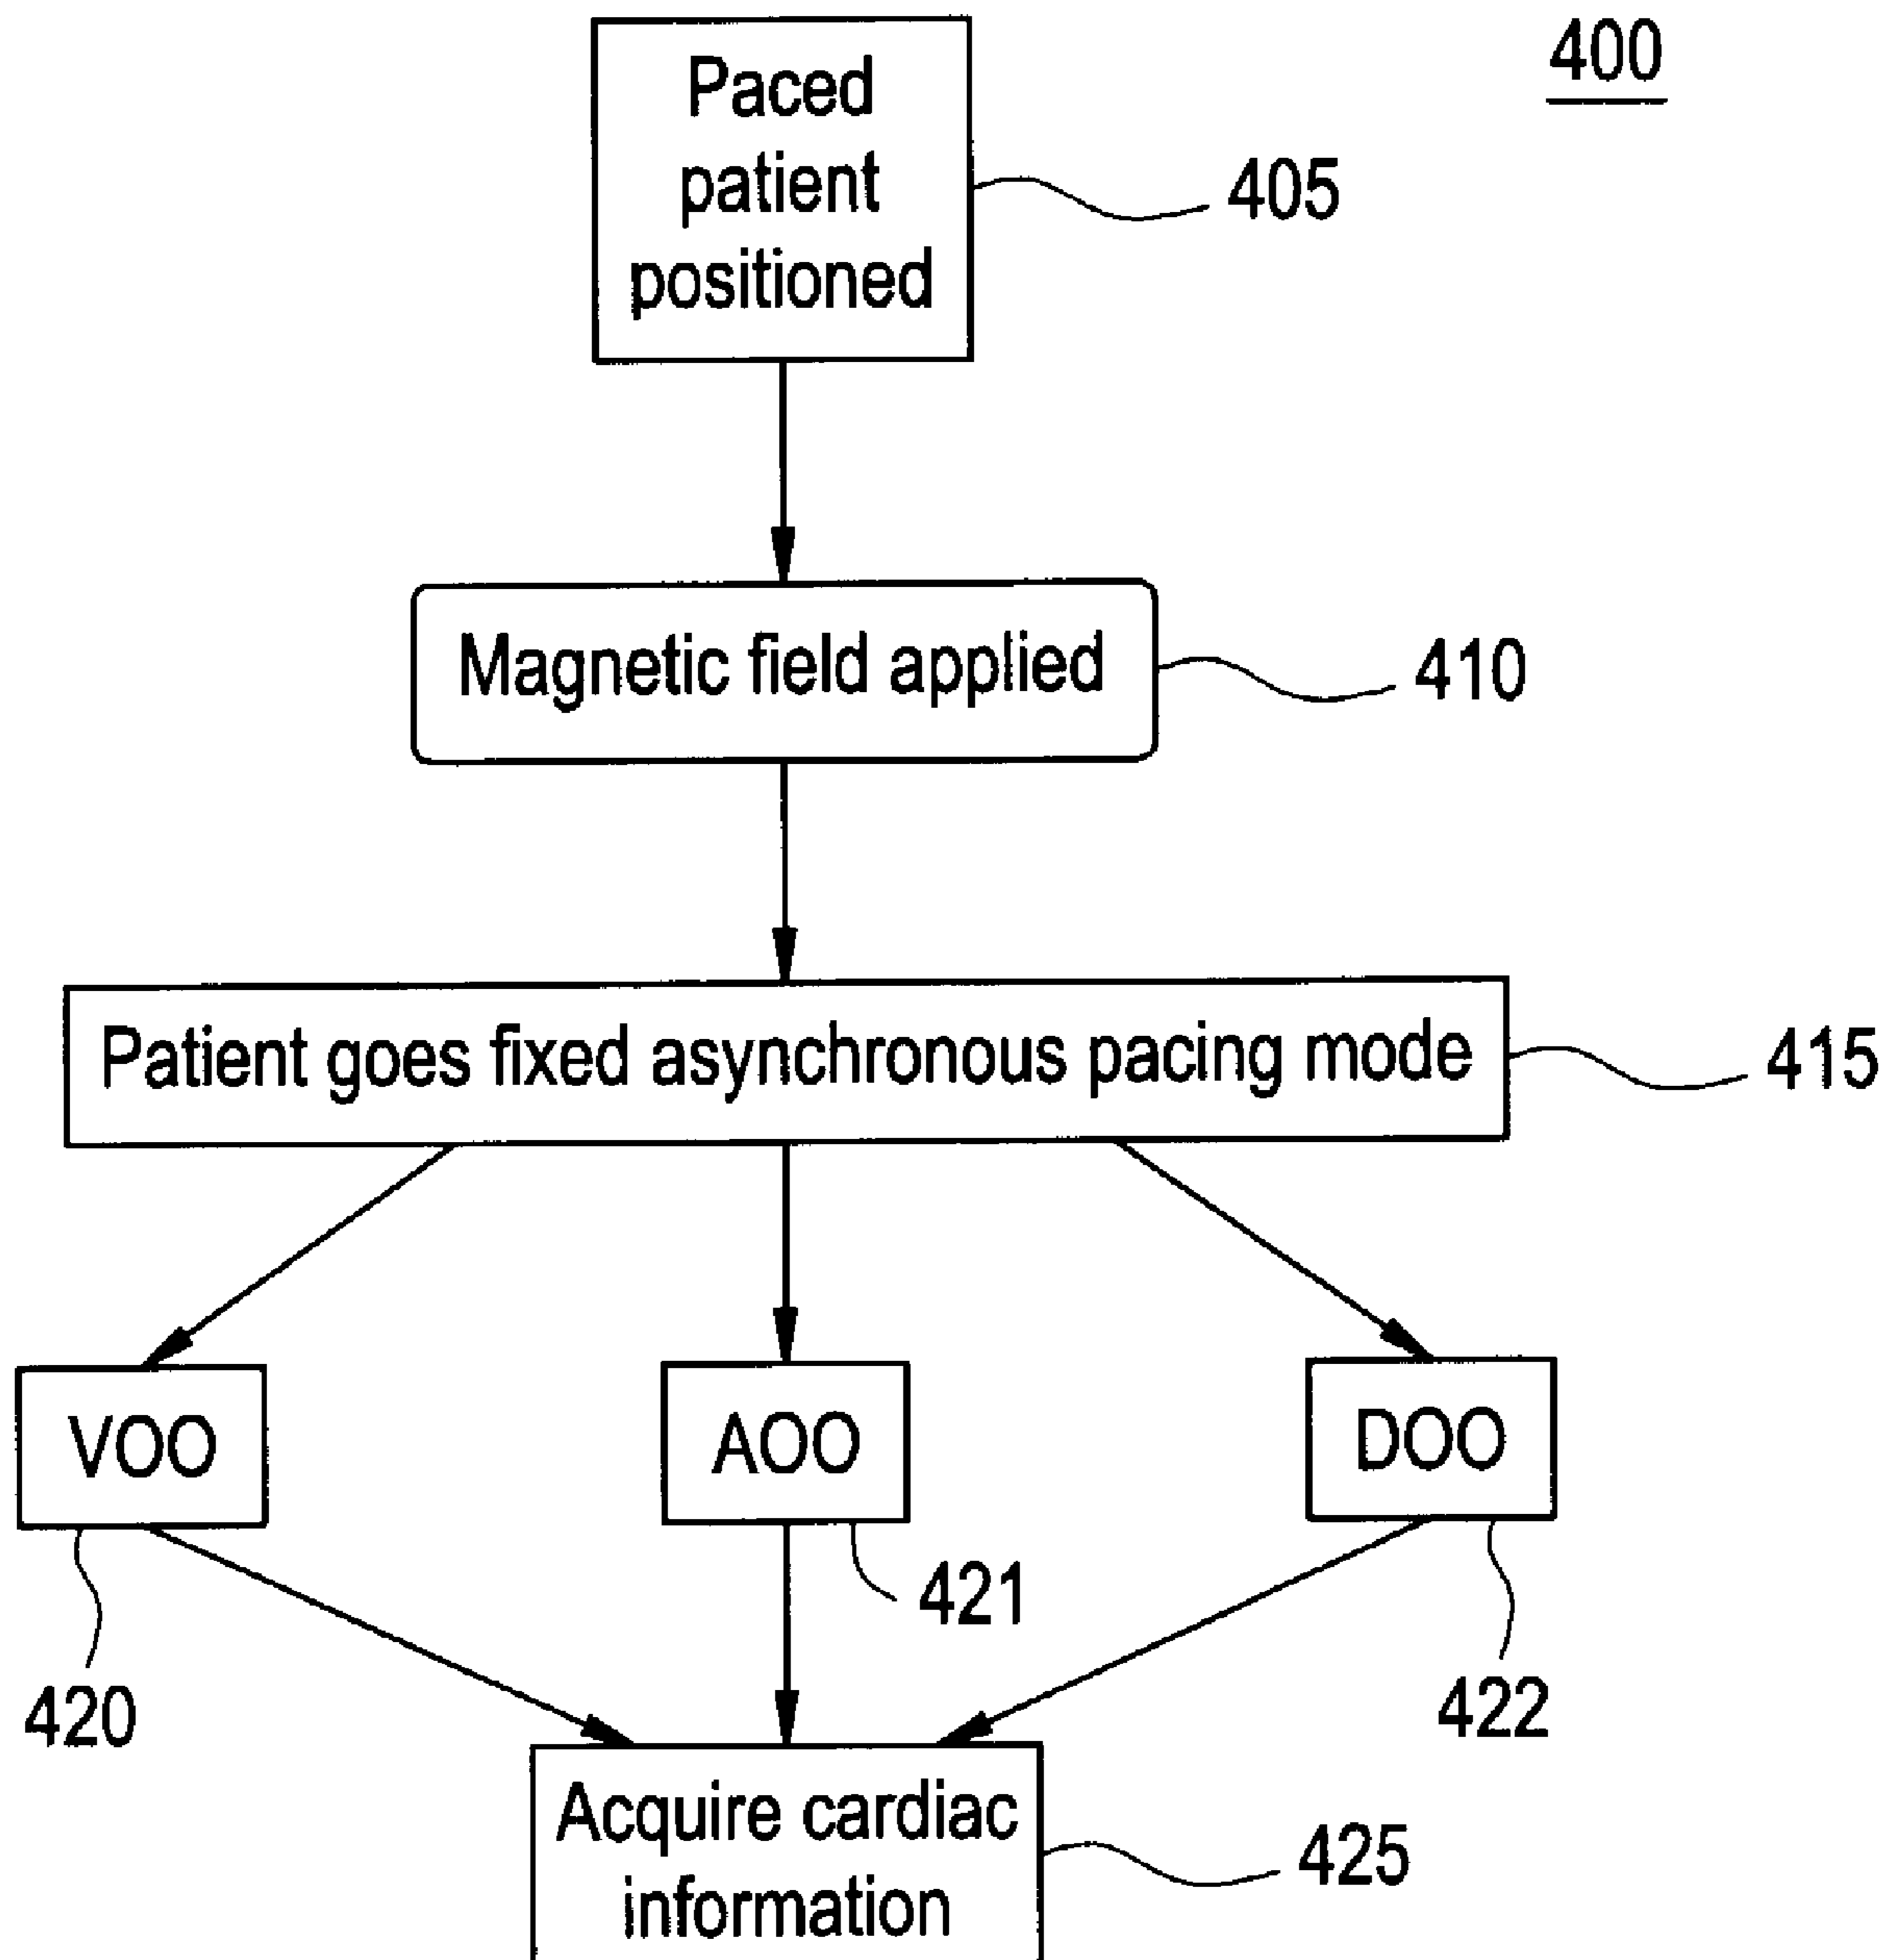 400
Paced
patient
positioned
405
Magnetic field applied
410
Patient goes fixed asynchronous pacing mode
415
VOO
AOO
DOO
420
421
422
Acquire cardiac
information
425